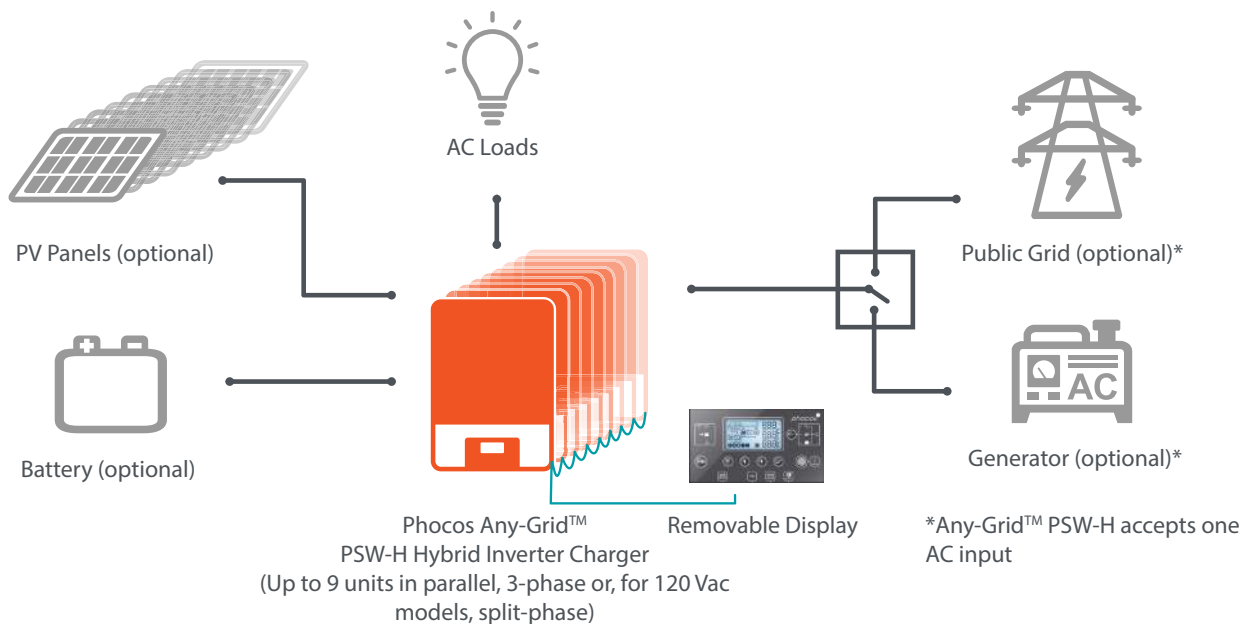 AC Loads
PV Panels (optional)
Public Grid (optional)*
Battery (optional)
AC
Generator (optional)*
phocos
Phocos Any-Grid™
PSW-H Hybrid Inverter Charger
(Up to 9 units in parallel, 3-phase or, for 120 Vac
models, split-phase)
Removable Display
*Any-Grid™ PSW-H accepts one
AC input